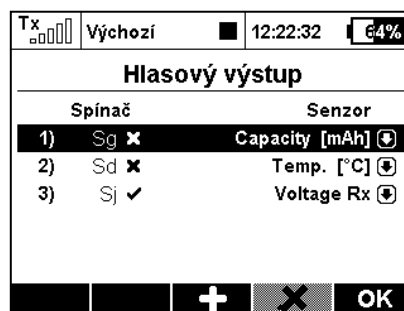 Tx Výchozí 12:22:32 64%
Hlasový výstup
Spínač Senzor
1) Sg ✖ Capacity [mAh]
2) Sd ✖ Temp. [°C]
3) Sj ✔ Voltage Rx
OK